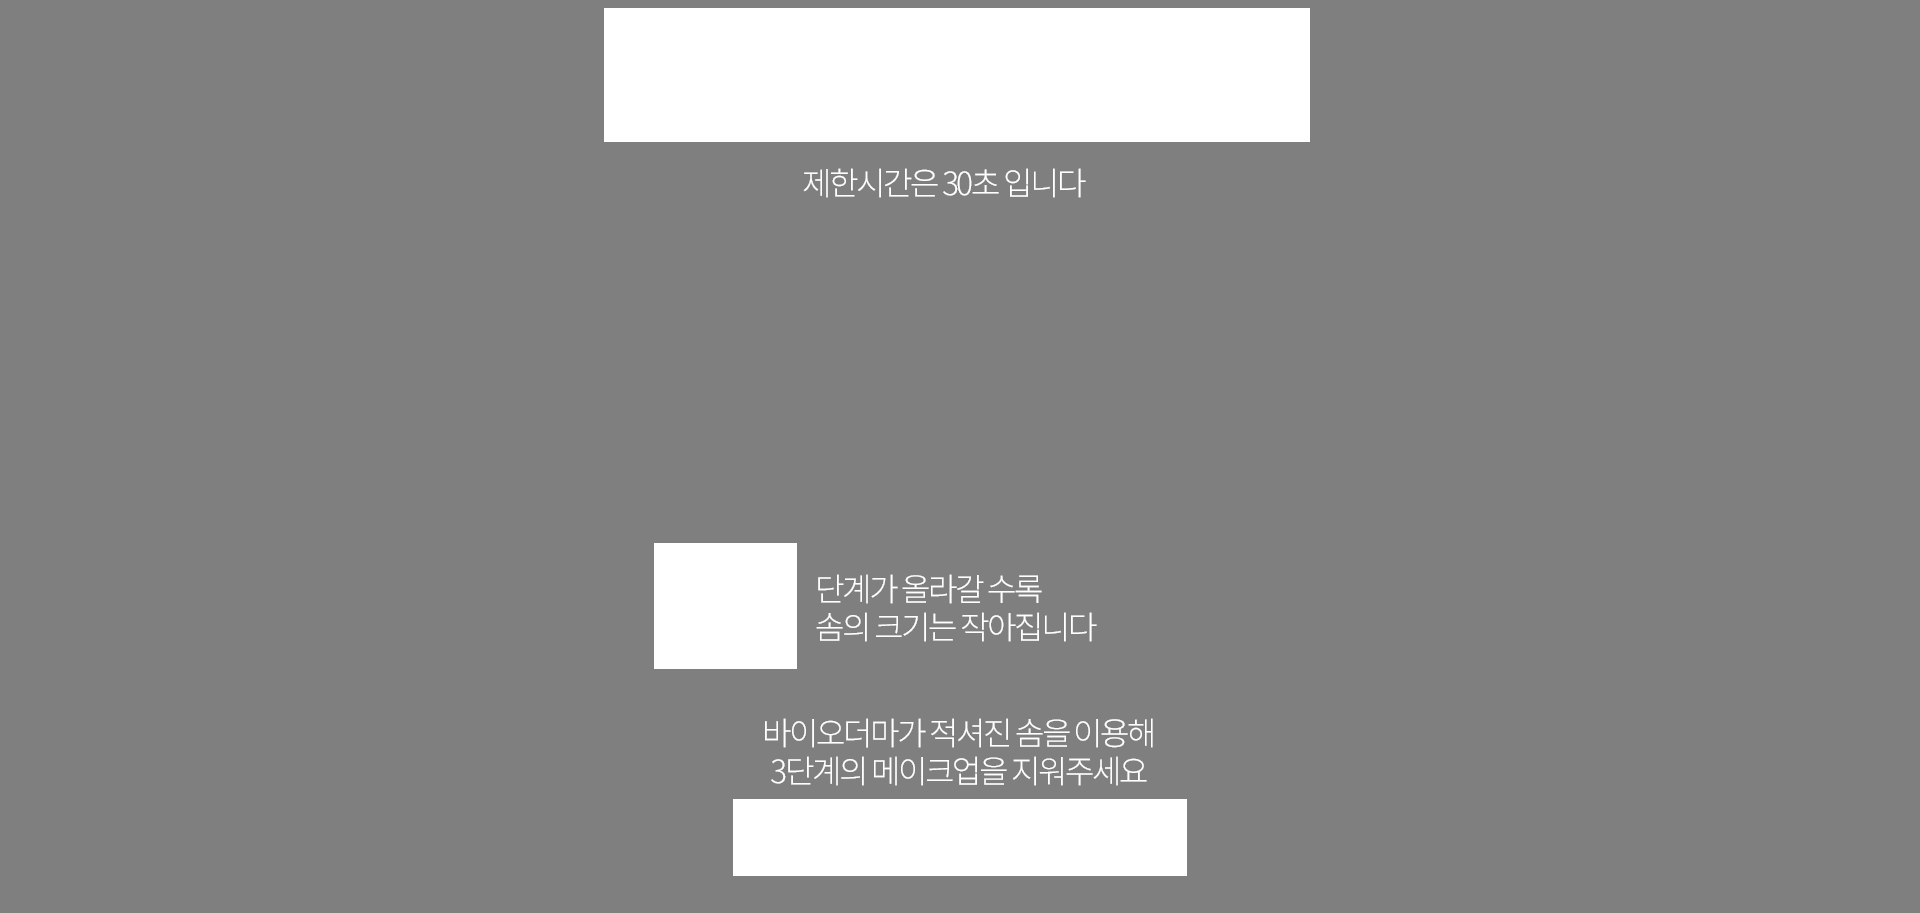 제한시간은 30초 입니다
단계가 올라갈 수록
솜의 크기는 작아집니다
바이오더마가 적셔진 솜을 이용해
3단계의 메이크업을 지워주세요